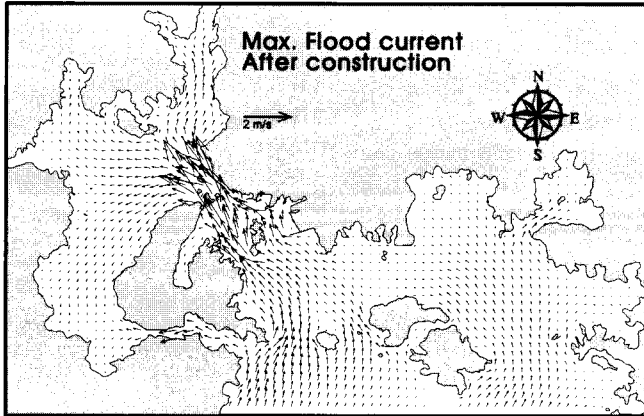 Max. Flood current
After construction
2 m/s
N
W E
S